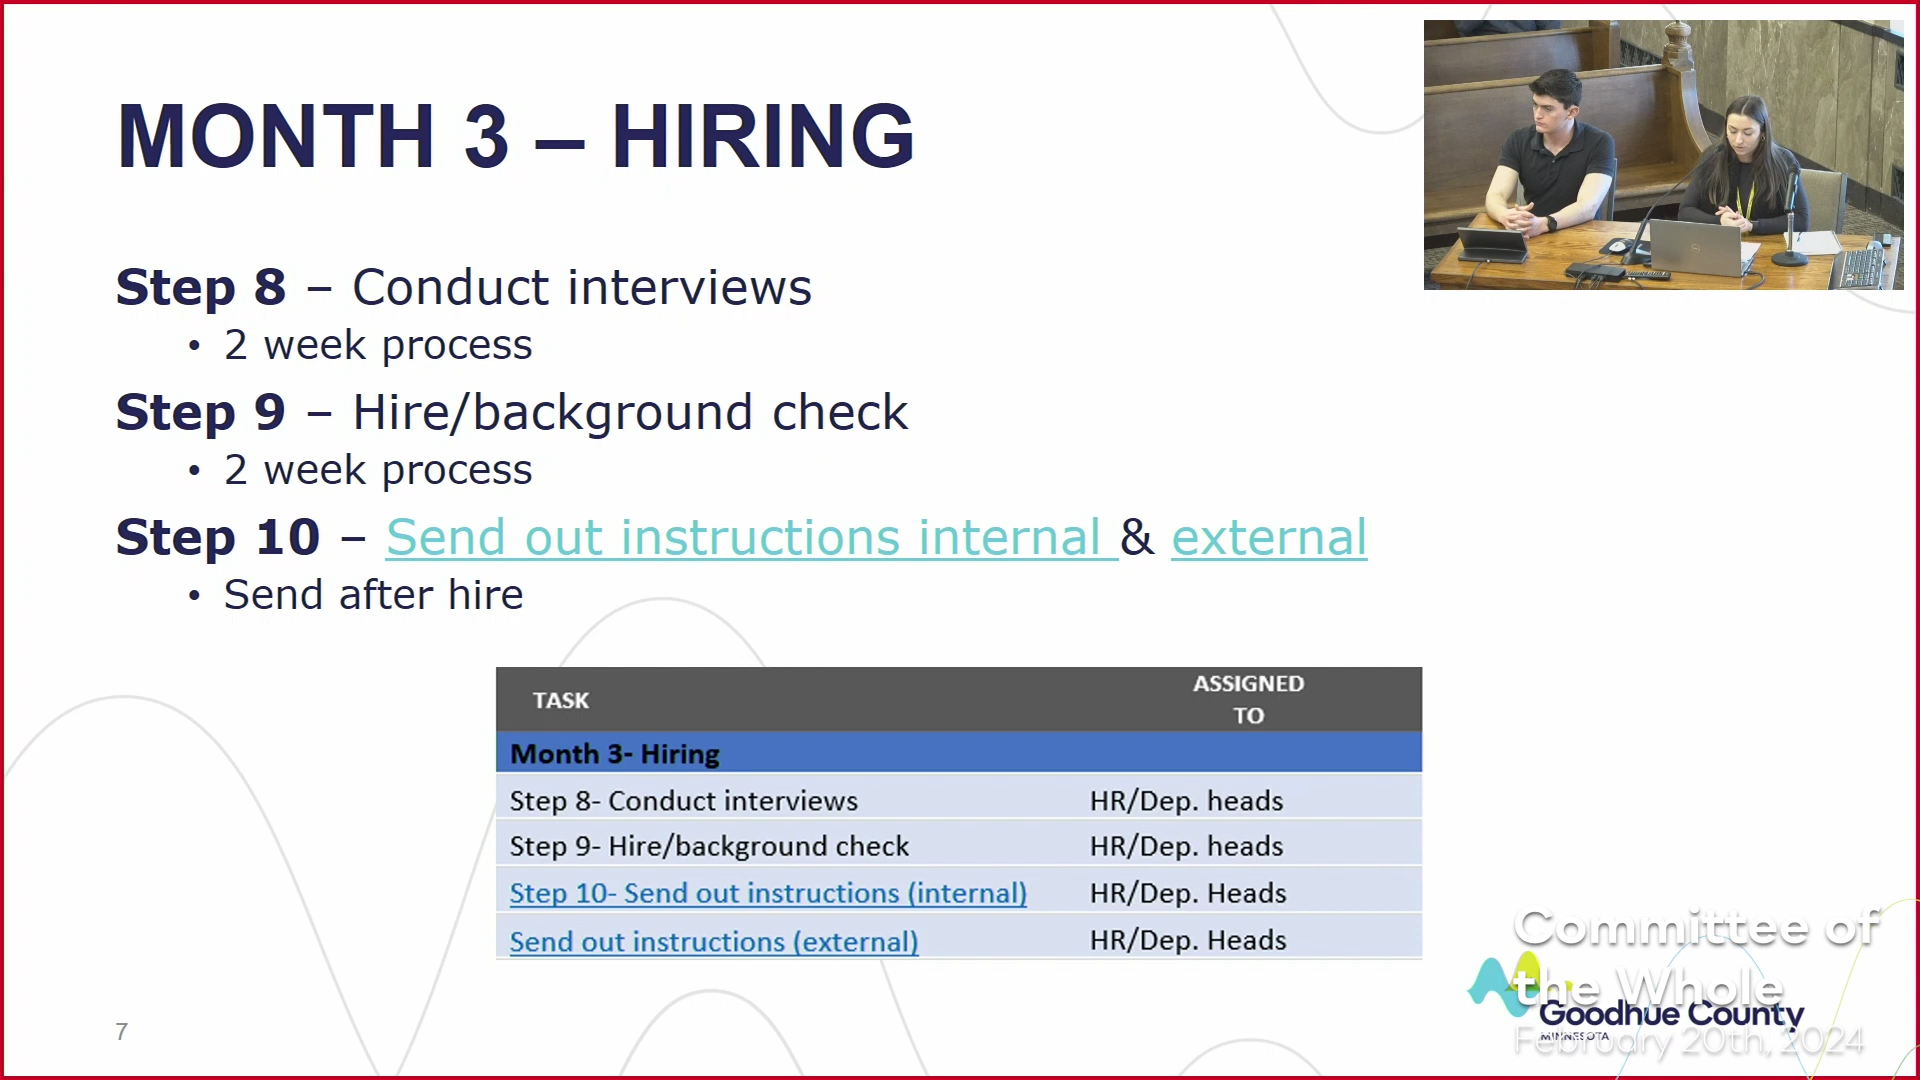 MONTH 3 – HIRING
Step 8 – Conduct interviews
• 2 week process
Step 9 – Hire/background check
• 2 week process
Step 10 – Send out instructions internal & external
• Send after hire
TASK
ASSIGNED
TO
Month 3- Hiring
Step 8- Conduct interviews HR/Dep. heads
Step 9- Hire/background check HR/Dep. heads
Step 10- Send out instructions (internal) HR/Dep. Heads
Send out instructions (external) HR/Dep. Heads
Committee of
the Whole
Goodhue County
MINNESOTA
February 20th, 2024
7